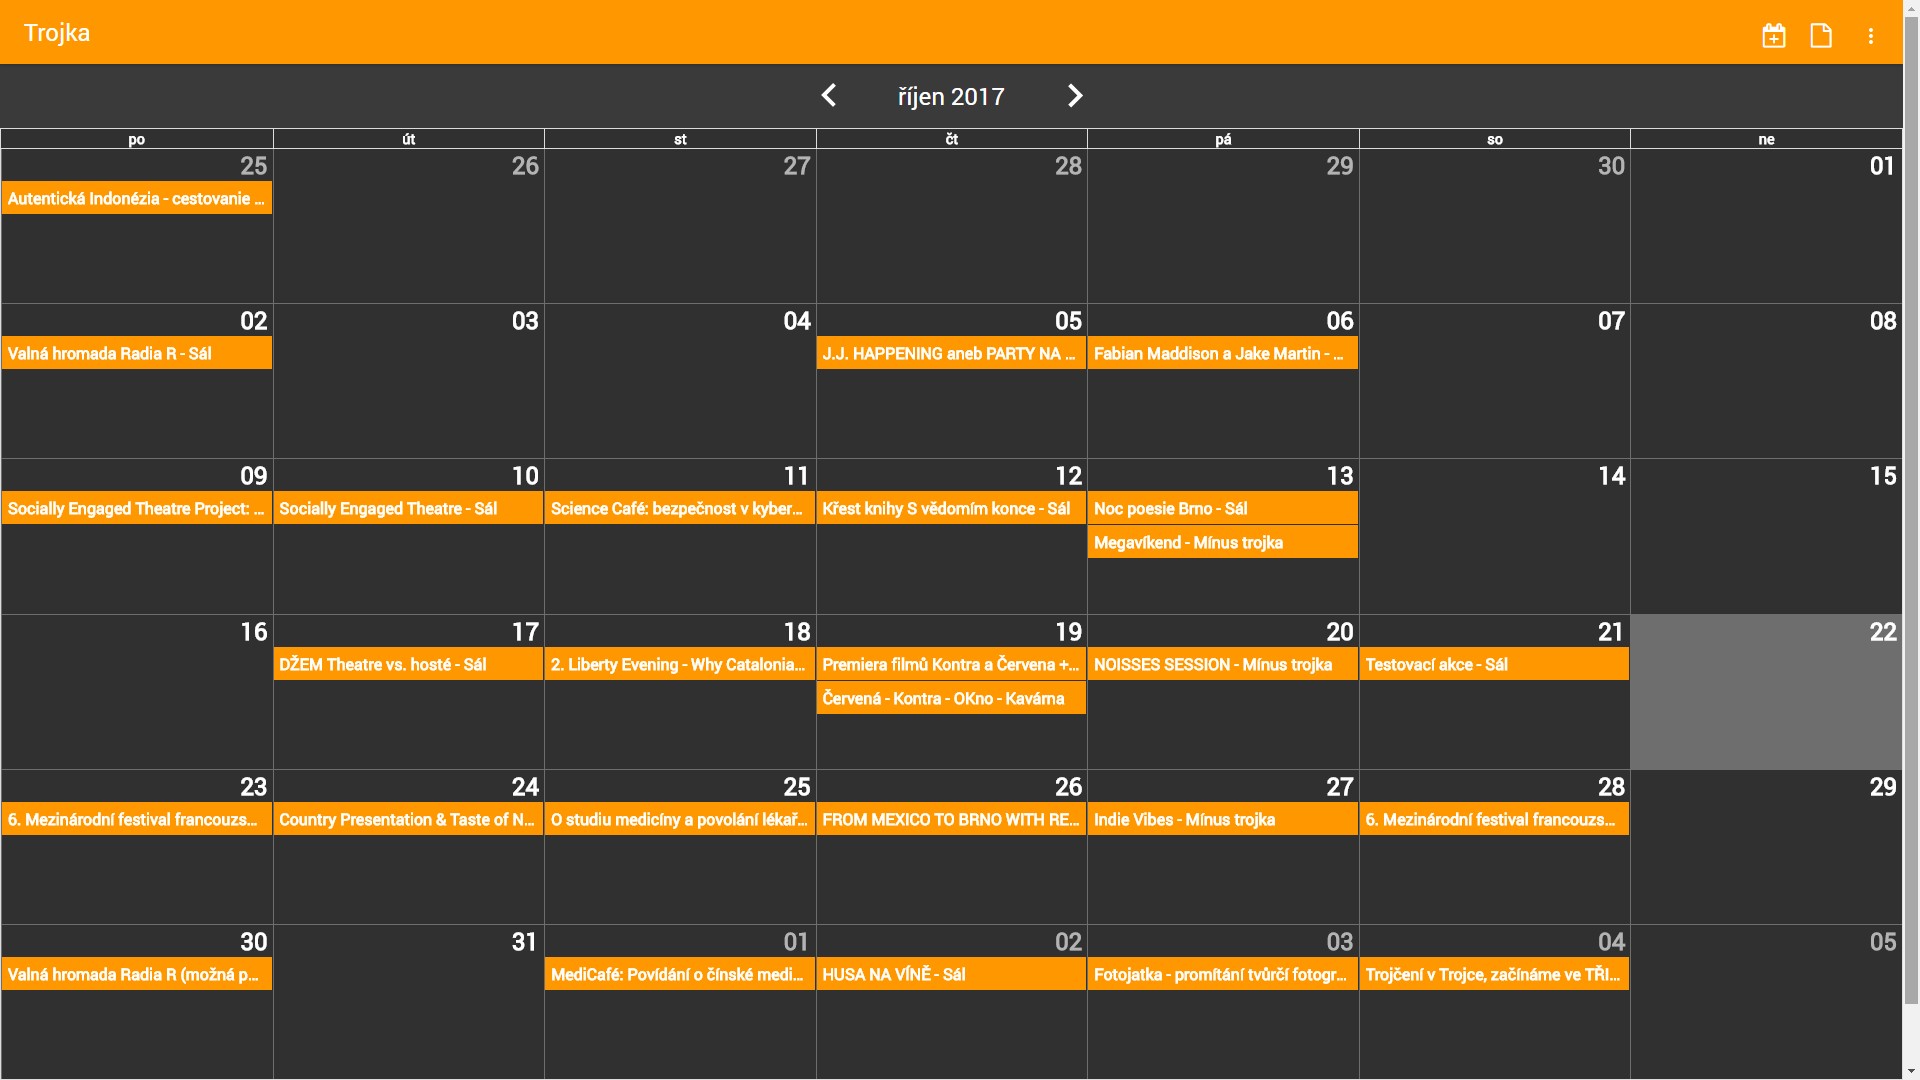 Trojka
říjen 2017
po út st čt pá so ne
25 26 27 28 29 30 01
Autentická Indonézia - cestovanie ...
02 03 04 05 06 07 08
Valná hromada Radia R - Sál
J.J. HAPPENING aneb PARTY NA ...
Fabian Maddison a Jake Martin - ...
09 10 11 12 13 14 15
Socially Engaged Theatre Project: ...
Socially Engaged Theatre - Sál
Science Café: bezpečnost v kyber...
Křest knihy S vědomím konce - Sál
Noc poesie Brno - Sál
Megavíkend - Mínus trojka
16 17 18 19 20 21 22
DŽEM Theatre vs. hosté - Sál
2. Liberty Evening - Why Catalonia...
Premiera filmů Kontra a Červena +...
Červená - Kontra - OKno - Kavárna
NOISSES SESSION - Mínus trojka
Testovací akce - Sál
23 24 25 26 27 28 29
6. Mezinárodní festival francouzs...
Country Presentation & Taste of N...
O studiu medicíny a povolání lékař...
FROM MEXICO TO BRNO WITH RE...
Indie Vibes - Mínus trojka
6. Mezinárodní festival francouzs...
30 31 01 02 03 04 05
Valná hromada Radia R (možná p...
MediCafé: Povídání o čínské medi...
HUSA NA VÍNĚ - Sál
Fotojatka - promítání tvůrčí fotogr...
Trojčení v Trojce, začínáme ve TŘI...